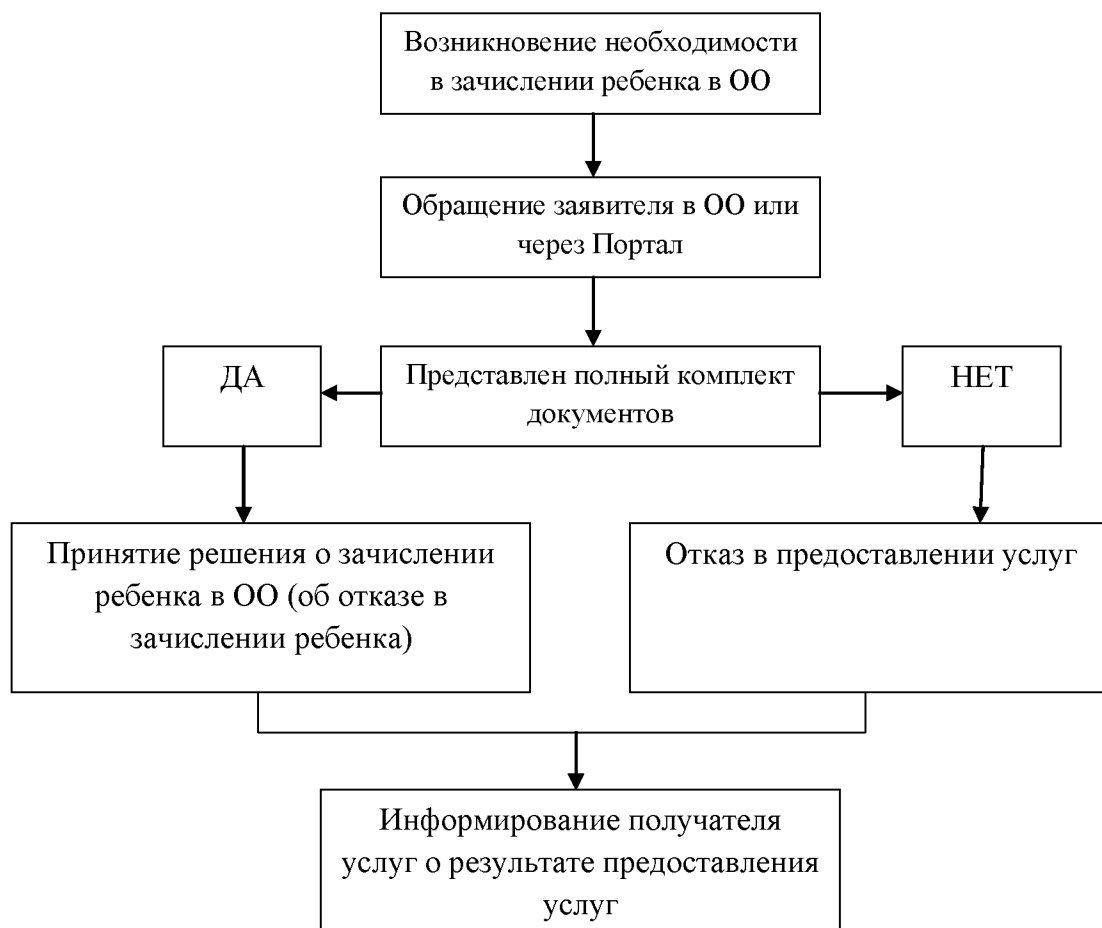 Возникновение необходимости
в зачислении ребенка в ОО
Обращение заявителя в ОО или
через Портал
ДА
Представлен полный комплект
документов
НЕТ
Принятие решения о зачислении
ребенка в ОО (об отказе в
зачислении ребенка)
Отказ в предоставлении услуг
Информирование получателя
услуг о результате предоставления
услуг